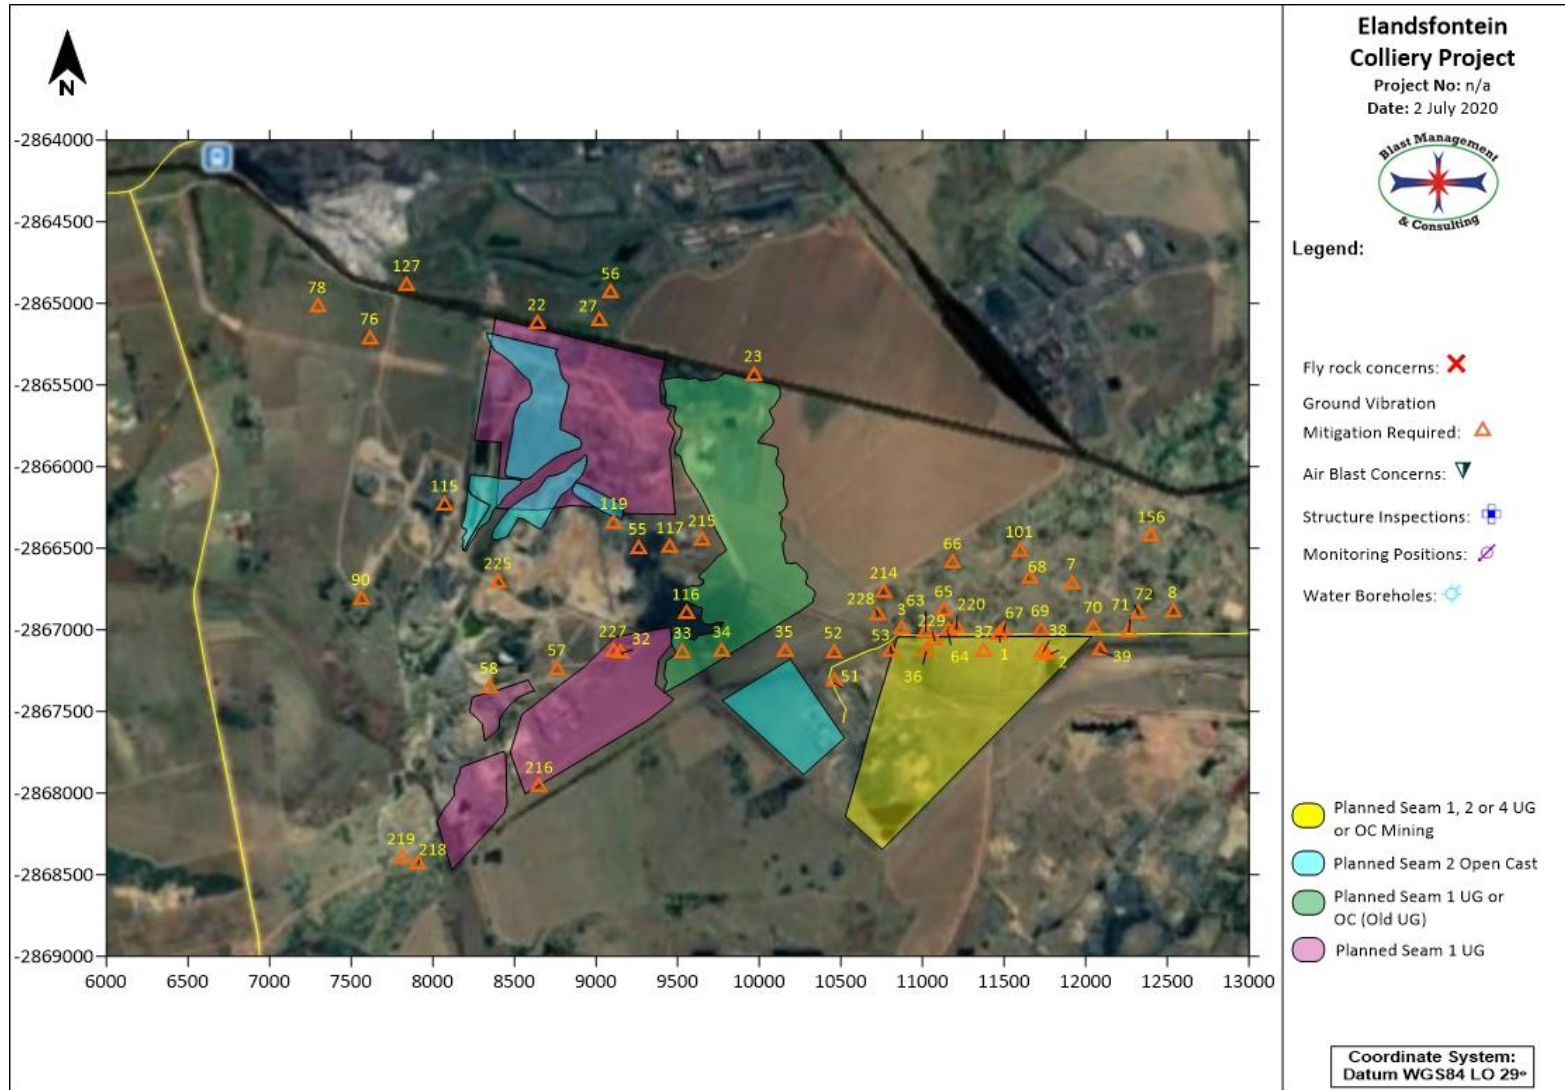 Elandsfontein
Colliery Project
Project No: n/a
Date: 2 July 2020
Blast Management
& Consulting
Legend:
Fly rock concerns:
Ground Vibration
Mitigation Required:
Air Blast Concerns:
Structure Inspections:
Monitoring Positions:
Water Boreholes:
Planned Seam 1, 2 or 4 UG
or OC Mining
Planned Seam 2 Open Cast
Planned Seam 1 UG or
OC (Old UG)
Planned Seam 1 UG
Coordinate System:
Datum WGS84 LO 29°
N
-2864000
-2864500
-2865000
-2865500
-2866000
-2866500
-2867000
-2867500
-2868000
-2868500
-2869000
6000 6500 7000 7500 8000 8500 9000 9500 10000 10500 11000 11500 12000 12500 13000
127
56
78
22
27
76
23
115
119
55
117
215
156
101
66
68
7
225
90
214
116
228
63
65
3
229
220
67
69
70
71
72
8
227
32
33
34
35
52
53
37
38
57
58
36
64
1
2
39
51
216
219
218